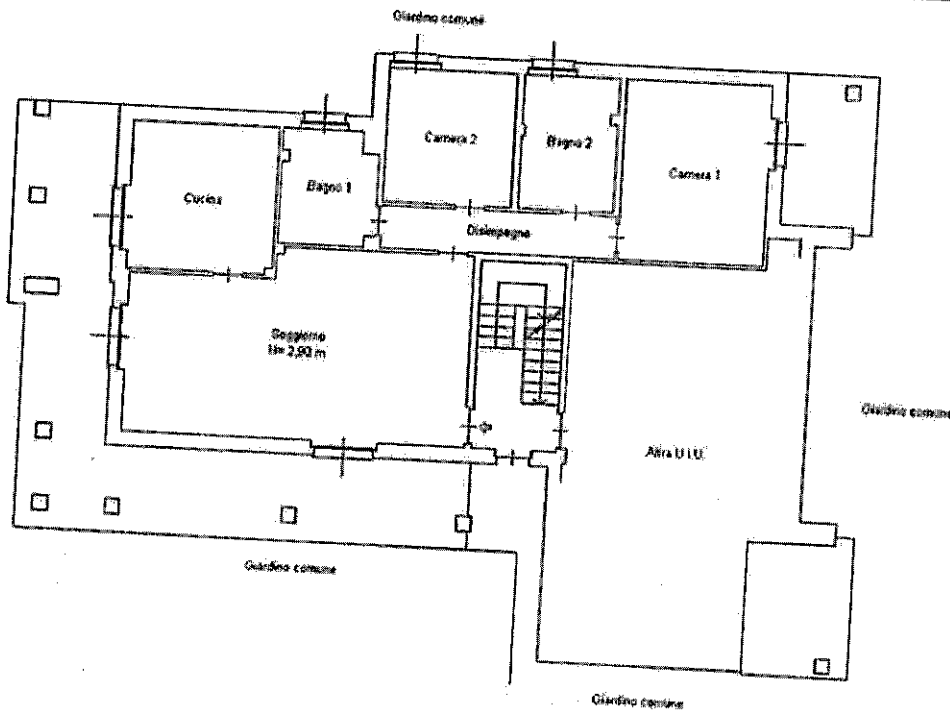 Giardino comune
Camera 2
Bagno 2
Camera 1
Cucina
Bagno 1
Disimpegno
Soggiorno
H= 2,90 m
Giardino comune
Altra U.I.U.
Giardino comune
Giardino comune